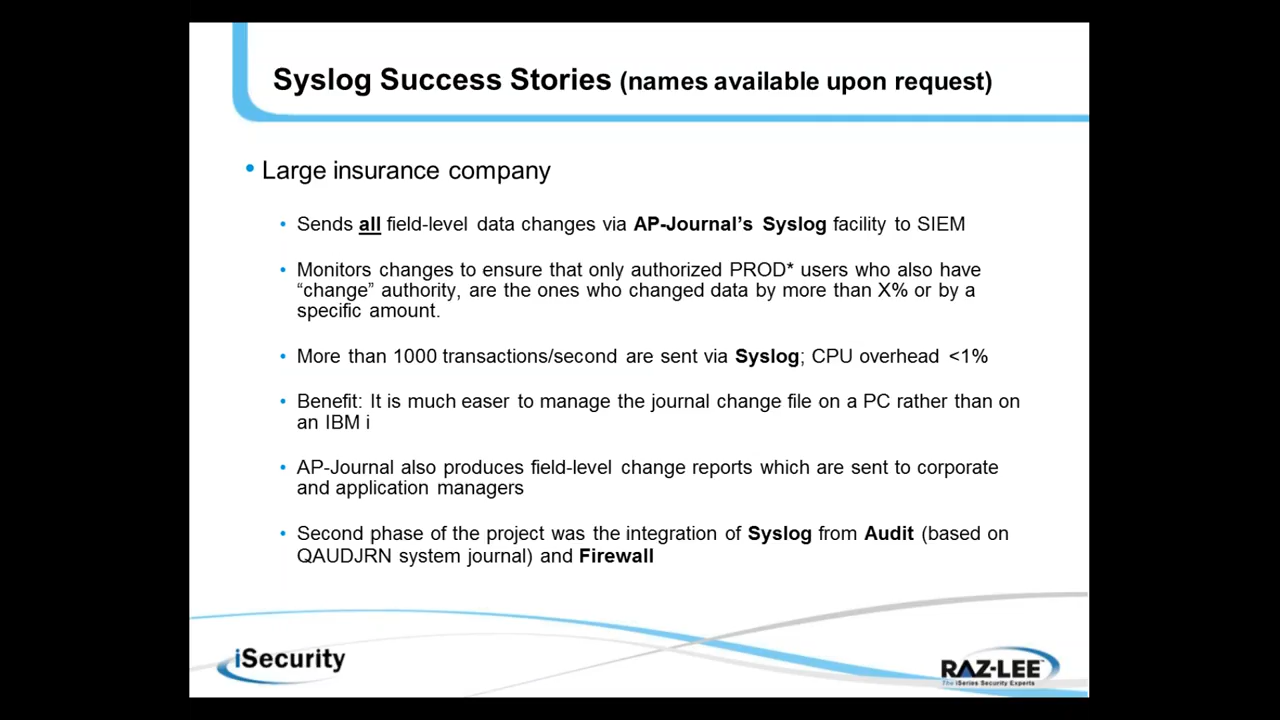 Syslog Success Stories (names available upon request)
• Large insurance company
• Sends all field-level data changes via AP-Journal's Syslog facility to SIEM
• Monitors changes to ensure that only authorized PROD* users who also have
“change” authority, are the ones who changed data by more than X% or by a
specific amount.
• More than 1000 transactions/second are sent via Syslog; CPU overhead <1%
• Benefit: It is much easer to manage the journal change file on a PC rather than on
an IBM i
• AP-Journal also produces field-level change reports which are sent to corporate
and application managers
• Second phase of the project was the integration of Syslog from Audit (based on
QAUDJRN system journal) and Firewall
iSecurity
RAZ-LEE™
The iSeries Security Experts